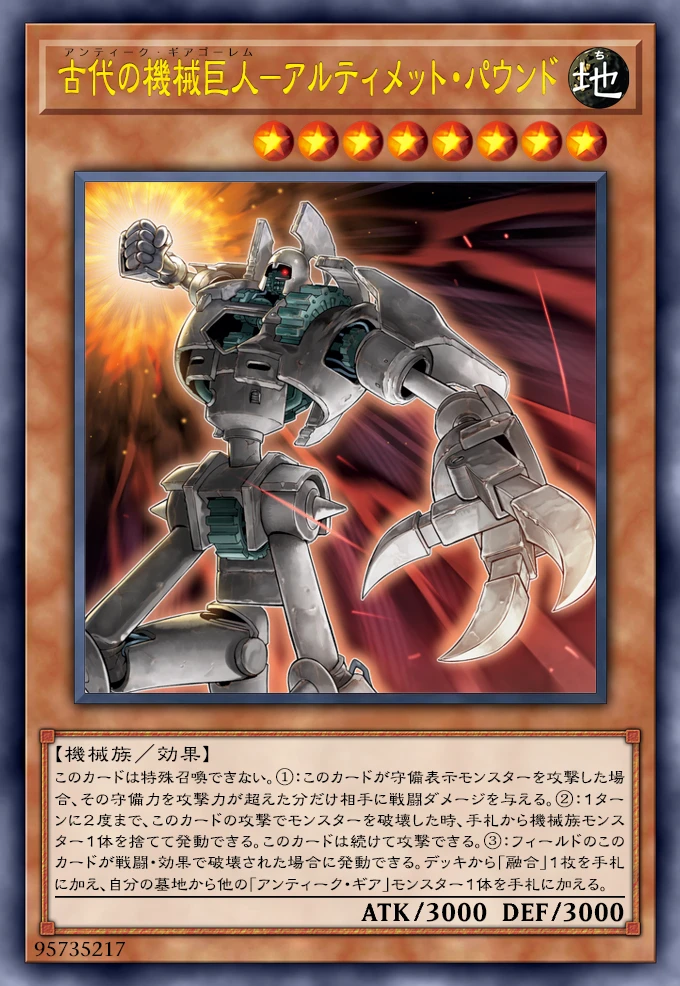 アンティーク・ギアゴーレム
古代の機械巨人－アルティメット・パウンド
ち
地
【機械族／効果】
このカードは特殊召喚できない。①:このカードが守備表示モンスターを攻撃した場
合、その守備力を攻撃力が超えた分だけ相手に戦闘ダメージを与える。②:1ター
ンに2度まで、このカードの攻撃でモンスターを破壊した時、手札から機械族モンス
ター1体を捨てて発動できる。このカードは続けて攻撃できる。③:フィールドのこの
カードが戦闘・効果で破壊された場合に発動できる。デッキから「融合」1枚を手札
に加え、自分の墓地から他の「アンティーク・ギア」モンスター1体を手札に加える。
ATK/3000 DEF/3000
95735217